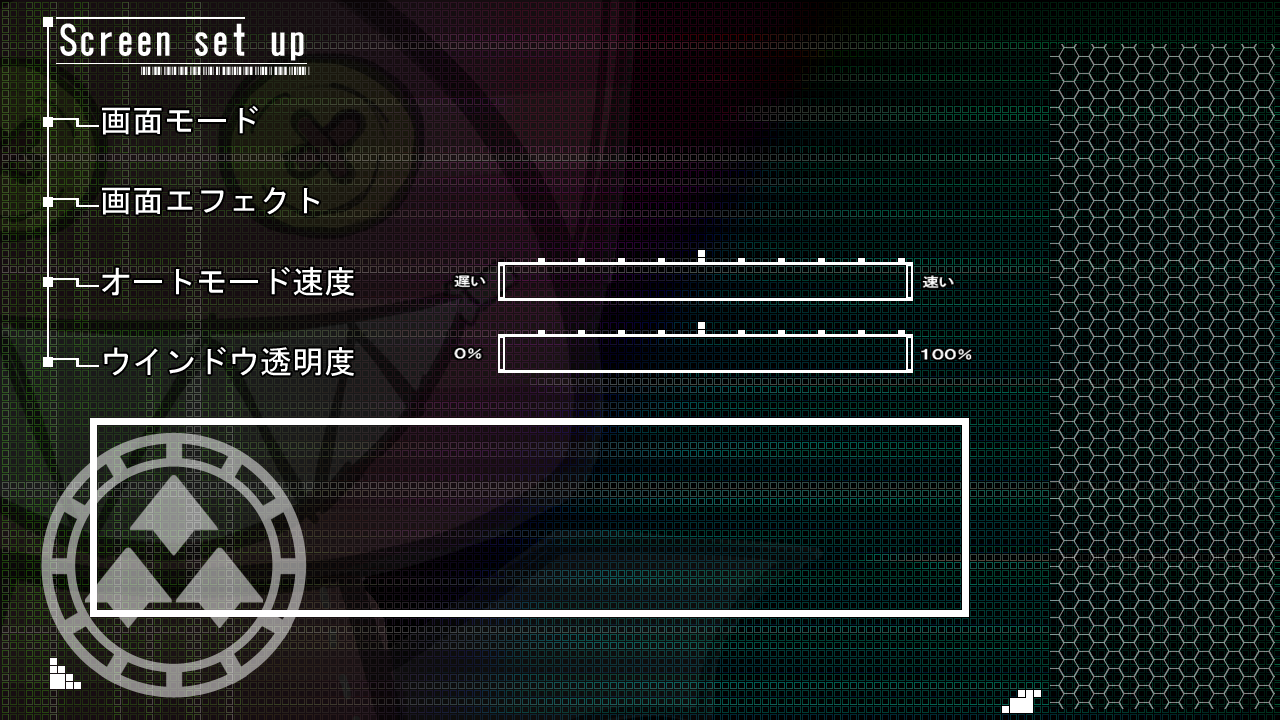 Screen set up
画面モード
画面エフェクト
オートモード速度
遅い
速い
ウインドウ透明度
0%
100%